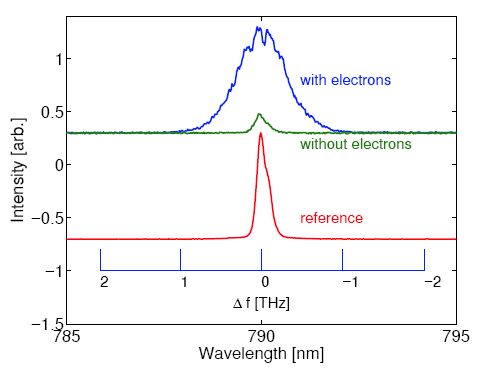 1
with electrons
0.5
without electrons
0
Intensity [arb.]
reference
−0.5
−1
2 1 0 −1 −2
Δ f [THz]
−1.5
785 790 795
Wavelength [nm]